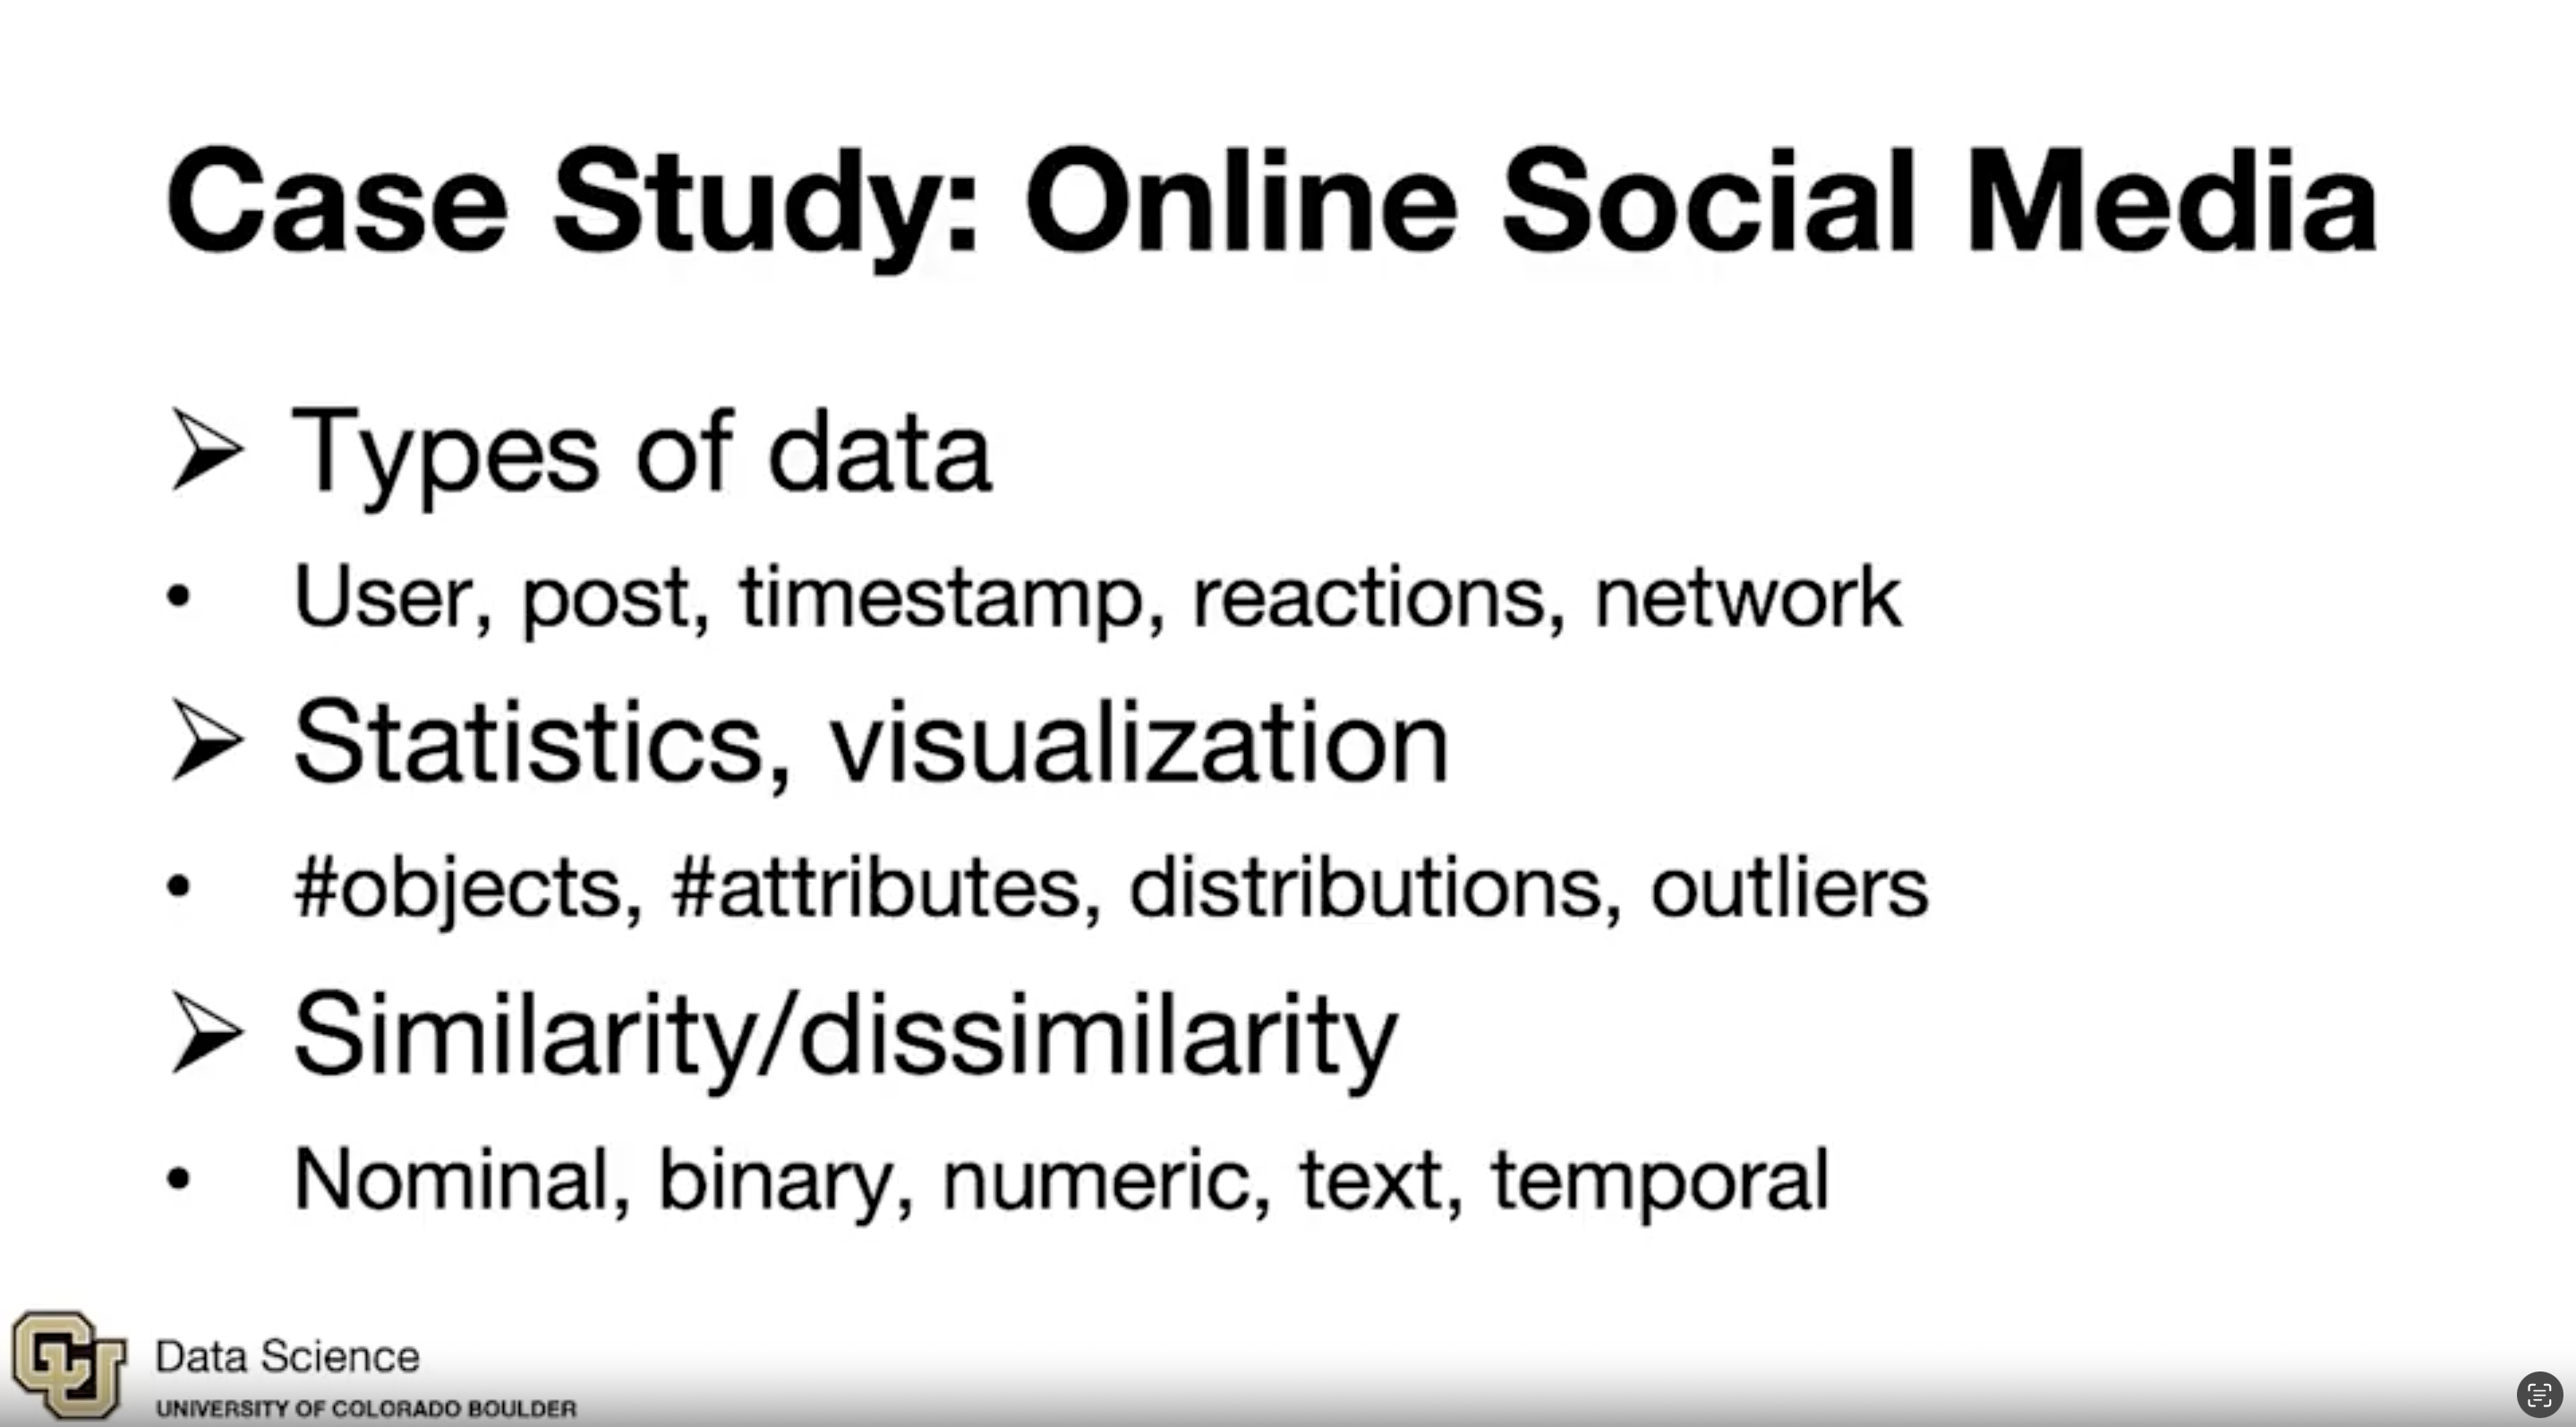 Case Study: Online Social Media
➢ Types of data
• User, post, timestamp, reactions, network
➢ Statistics, visualization
• #objects, #attributes, distributions, outliers
➢ Similarity/dissimilarity
• Nominal, binary, numeric, text, temporal
CU
Data Science
UNIVERSITY OF COLORADO BOULDER